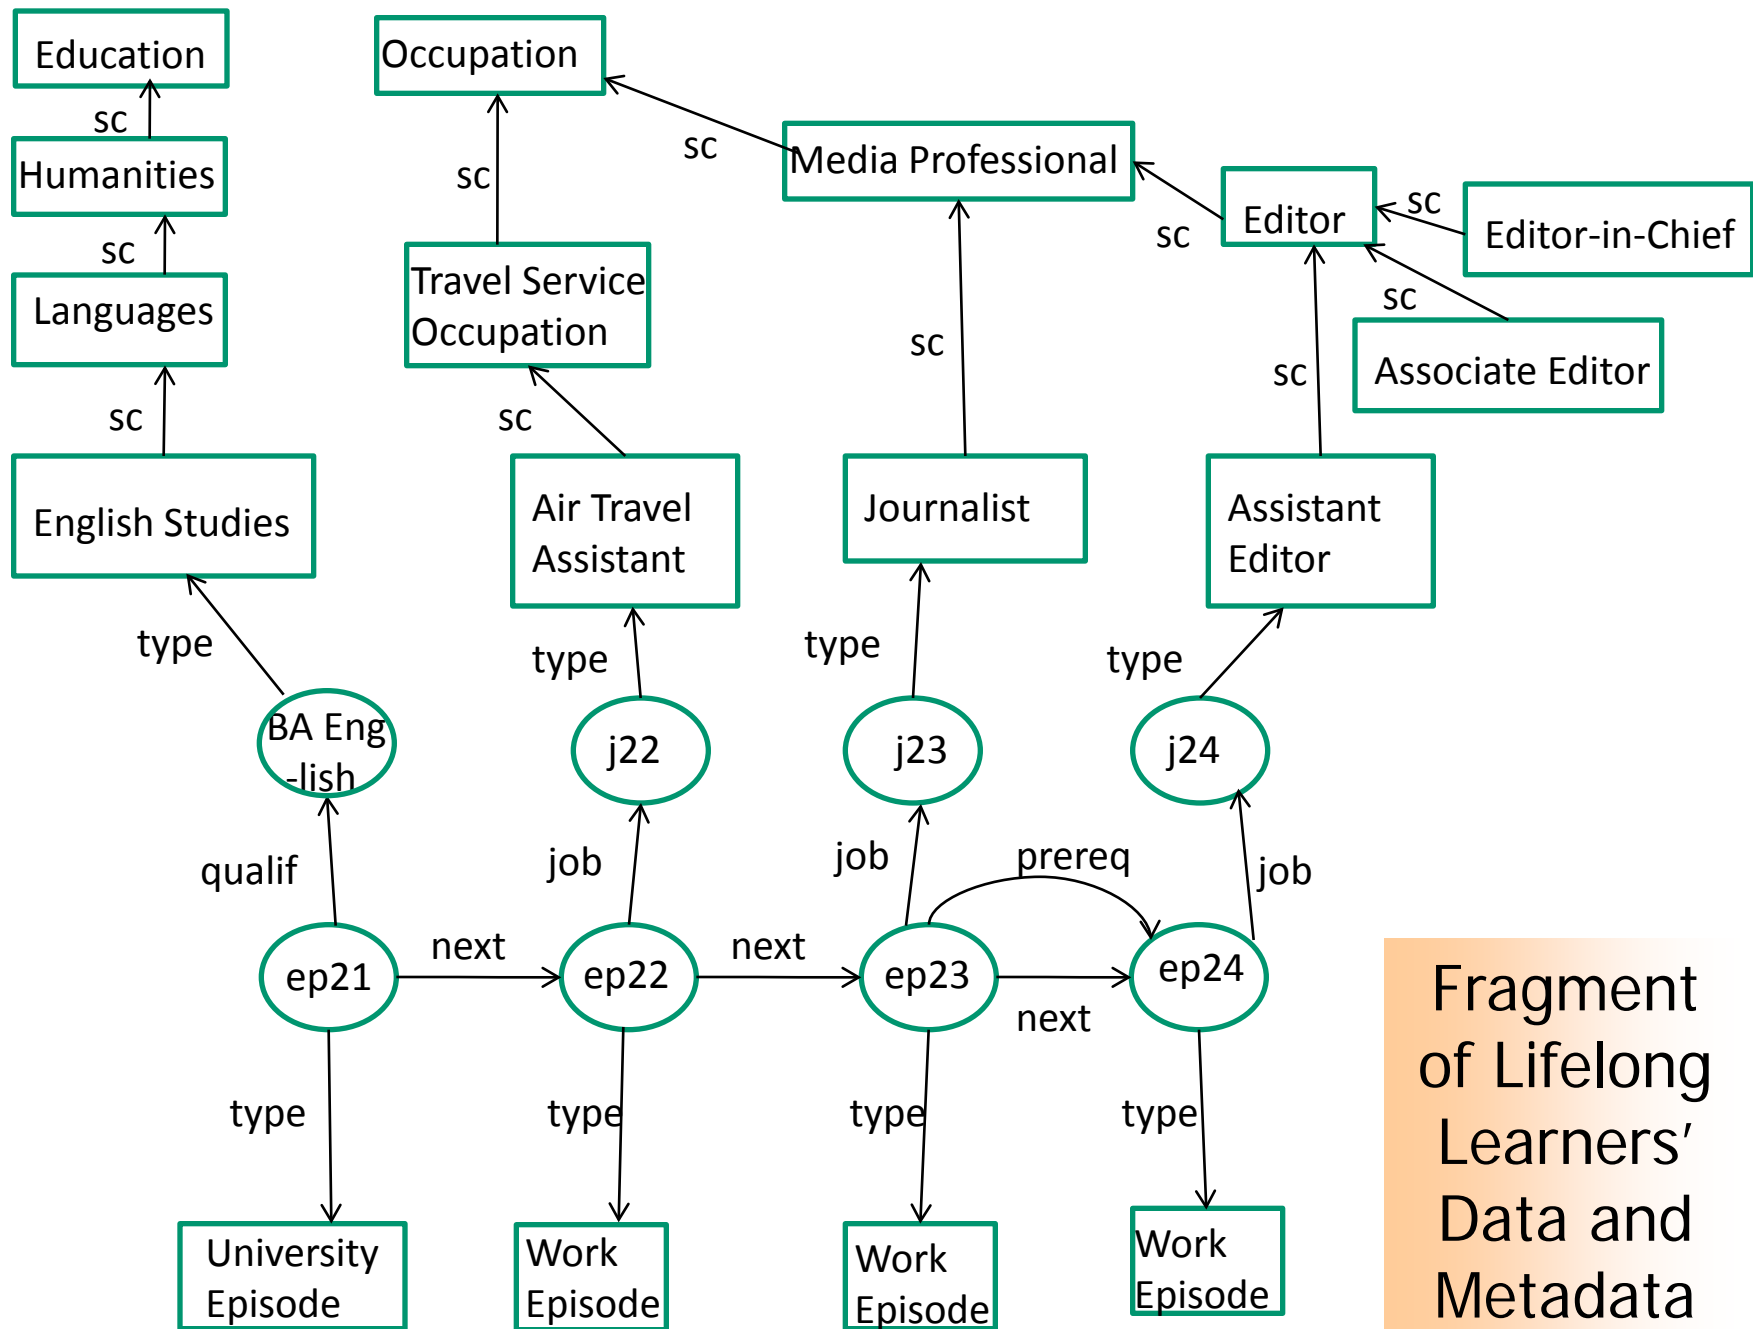 Education
Occupation
sc
sc
Media Professional
Humanities
sc
sc
Editor
sc
Editor-in-Chief
sc
sc
Travel Service
Occupation
Languages
sc
Associate Editor
sc
sc
sc
sc
English Studies
Air Travel
Assistant
Journalist
Assistant
Editor
type
type
type
type
BA Eng
-lish
j22
j23
j24
qualif
job
job
prereq
job
ep21
next
ep22
next
ep23
next
ep24
type
type
type
type
University
Episode
Work
Episode
Work
Episode
Work
Episode
Fragment
of Lifelong
Learners’
Data and
Metadata